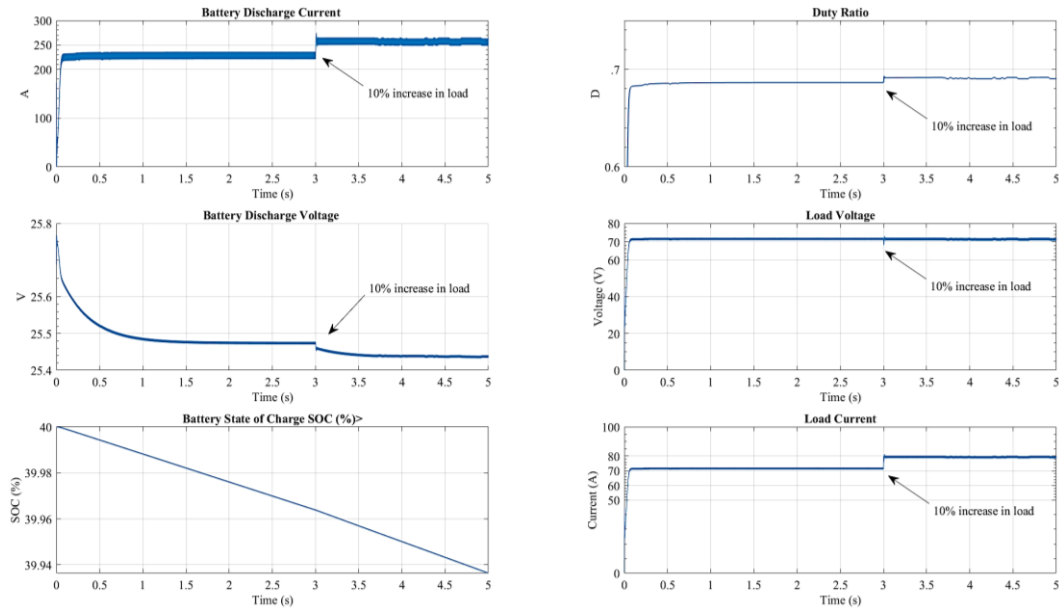 Battery Discharge Current
300
250
200
100
0
A
10% increase in load
0 0.5 1 1.5 2 2.5 3 3.5 4 4.5 5
Time (s)
Duty Ratio
.7
0.6
D
10% increase in load
0 0.5 1 1.5 2 2.5 3 3.5 4 4.5 5
Time (s)
Battery Discharge Voltage
25.8
25.6
25.5
25.4
V
10% increase in load
0 0.5 1 1.5 2 2.5 3 3.5 4 4.5 5
Time (s)
Load Voltage
80
70
60
40
20
0
Voltage (V)
10% increase in load
0 0.5 1 1.5 2 2.5 3 3.5 4 4.5 5
Time (s)
Battery State of Charge SOC (%)>
40
39.98
39.96
39.94
SOC (%)
0 0.5 1 1.5 2 2.5 3 3.5 4 4.5 5
Time (s)
Load Current
100
80
70
60
50
0
Current (A)
10% increase in load
0 0.5 1 1.5 2 2.5 3 3.5 4 4.5 5
Time (s)